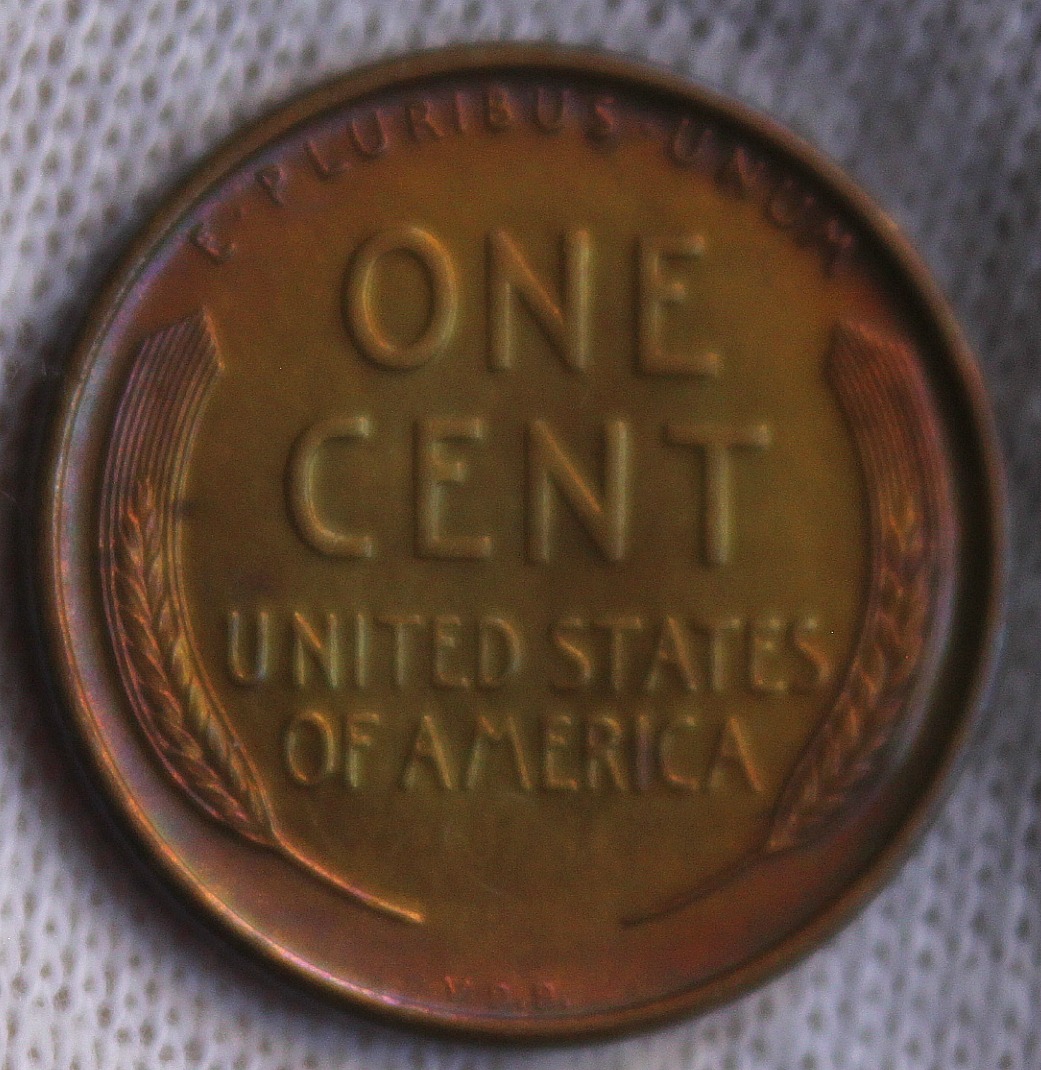 E·PLURIBUS·UNUM
ONE
CENT
UNITED STATES
OF AMERICA
V.D.B.